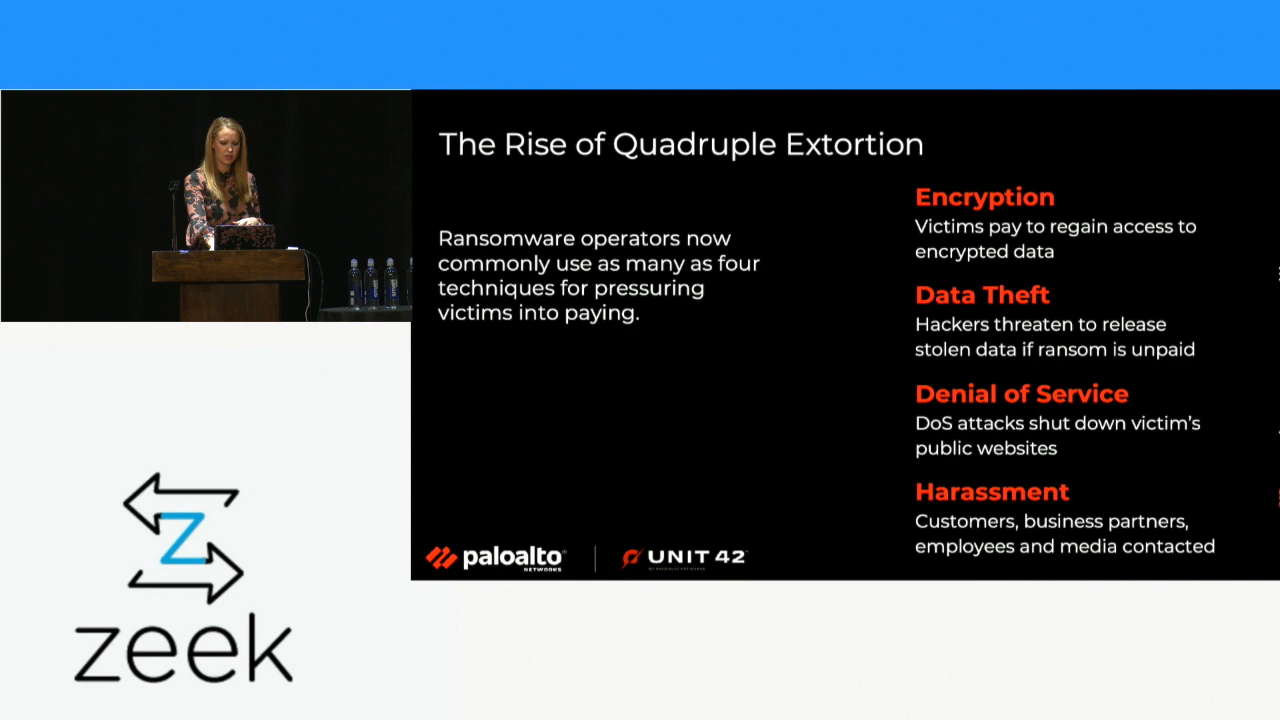 The Rise of Quadruple Extortion
Ransomware operators now
commonly use as many as four
techniques for pressuring
victims into paying.
Encryption
Victims pay to regain access to
encrypted data
Data Theft
Hackers threaten to release
stolen data if ransom is unpaid
Denial of Service
DoS attacks shut down victim's
public websites
Harassment
Customers, business partners,
employees and media contacted
paloalto
NETWORKS
UNIT 42
Z
zeek